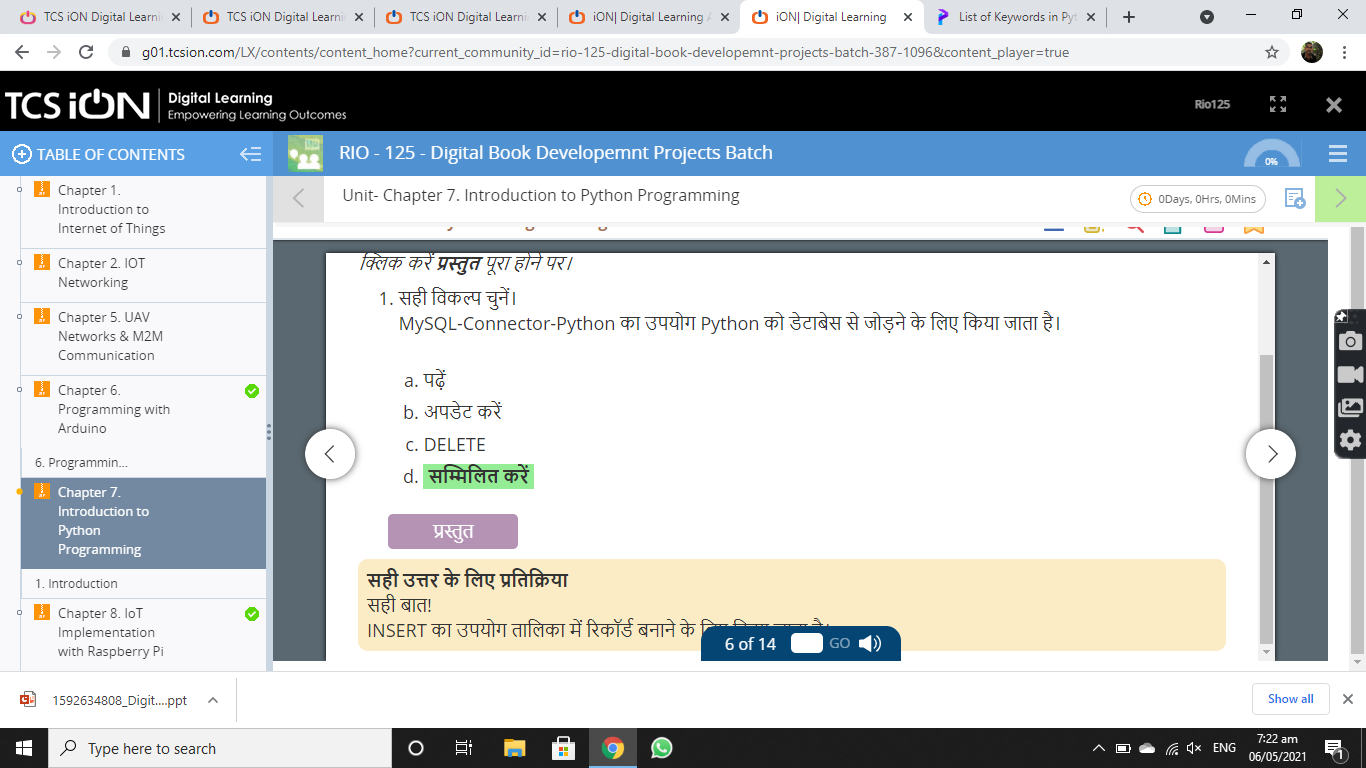 TCS iON Digital Learni
TCS iON Digital Learni
TCS iON Digital Learni
iON| Digital Learning A
iON| Digital Learning
List of Keywords in Pyt
g01.tcsion.com/LX/contents/content_home?current_community_id=rio-125-digital-book-developemnt-projects-batch-387-1096&content_player=true
TCS iON
Digital Learning
Empowering Learning Outcomes
Rio125
TABLE OF CONTENTS
RIO - 125 - Digital Book Developemnt Projects Batch
0%
Chapter 1.
Introduction to
Internet of Things
Chapter 2. IOT
Networking
Chapter 5. UAV
Networks & M2M
Communication
Chapter 6.
Programming with
Arduino
6. Programmin...
Chapter 7.
Introduction to
Python
Programming
1. Introduction
Chapter 8. IoT
Implementation
with Raspberry Pi
Unit- Chapter 7. Introduction to Python Programming
0Days, 0Hrs, 0Mins
क्लिक करें प्रस्तुत पूरा होने पर।
1. सही विकल्प चुनें।
MySQL-Connector-Python का उपयोग Python को डेटाबेस से जोड़ने के लिए किया जाता है।
a. पढ़ें
b. अपडेट करें
c. DELETE
d. सम्मिलित करें
प्रस्तुत
सही उत्तर के लिए प्रतिक्रिया
सही बात!
INSERT का उपयोग तालिका में रिकॉर्ड बनाने के
6 of 14 GO
1592634808_Digit....ppt
Show all
Type here to search
ENG
7:22 am
06/05/2021
1